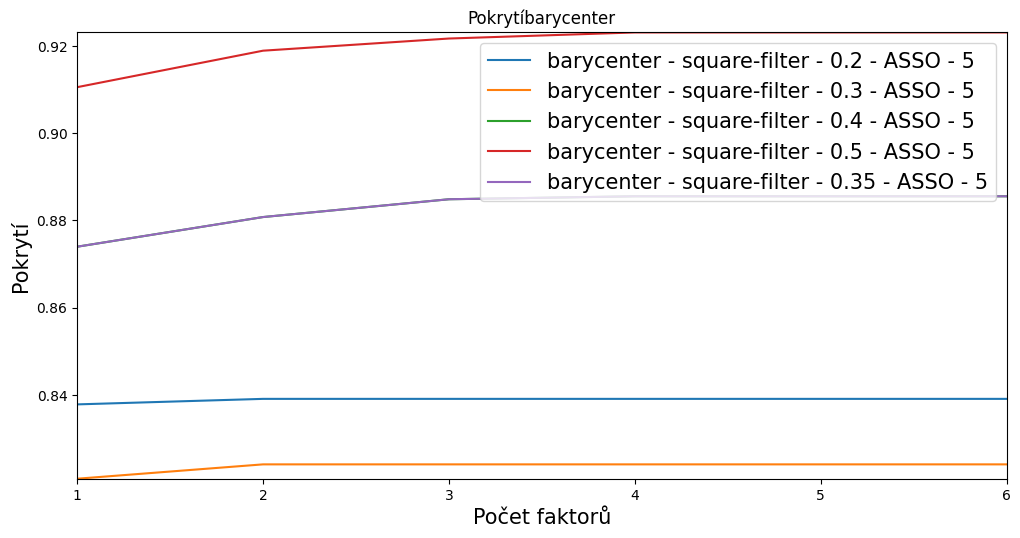 Pokrytíbarycenter
0.92
0.90
0.88
0.86
0.84
Pokrytí
barycenter - square-filter - 0.2 - ASSO - 5
barycenter - square-filter - 0.3 - ASSO - 5
barycenter - square-filter - 0.4 - ASSO - 5
barycenter - square-filter - 0.5 - ASSO - 5
barycenter - square-filter - 0.35 - ASSO - 5
1 2 3 4 5 6
Počet faktorů